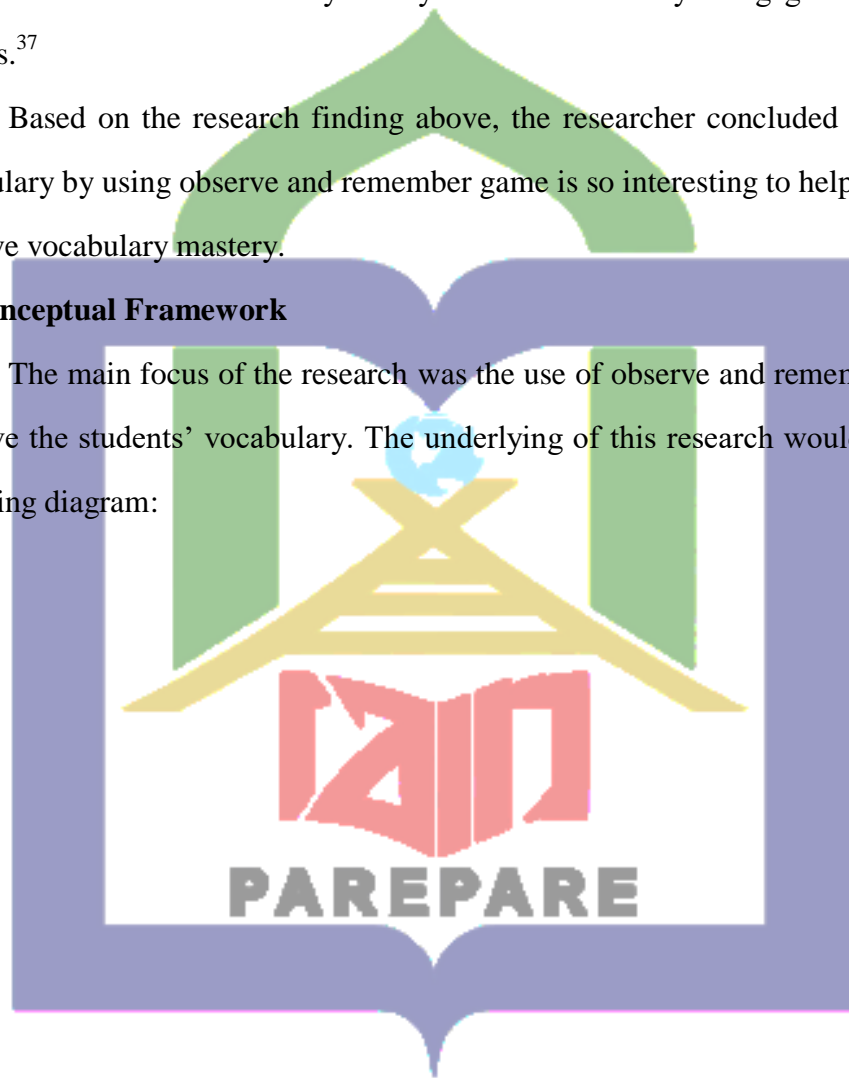 s.37
Based on the research finding above, the researcher concluded
ulary by using observe and remember game is so interesting to help
ve vocabulary mastery.
nceptual Framework
The main focus of the research was the use of observe and remem
ve the students’ vocabulary. The underlying of this research would
ing diagram:
iain
PAREPARE